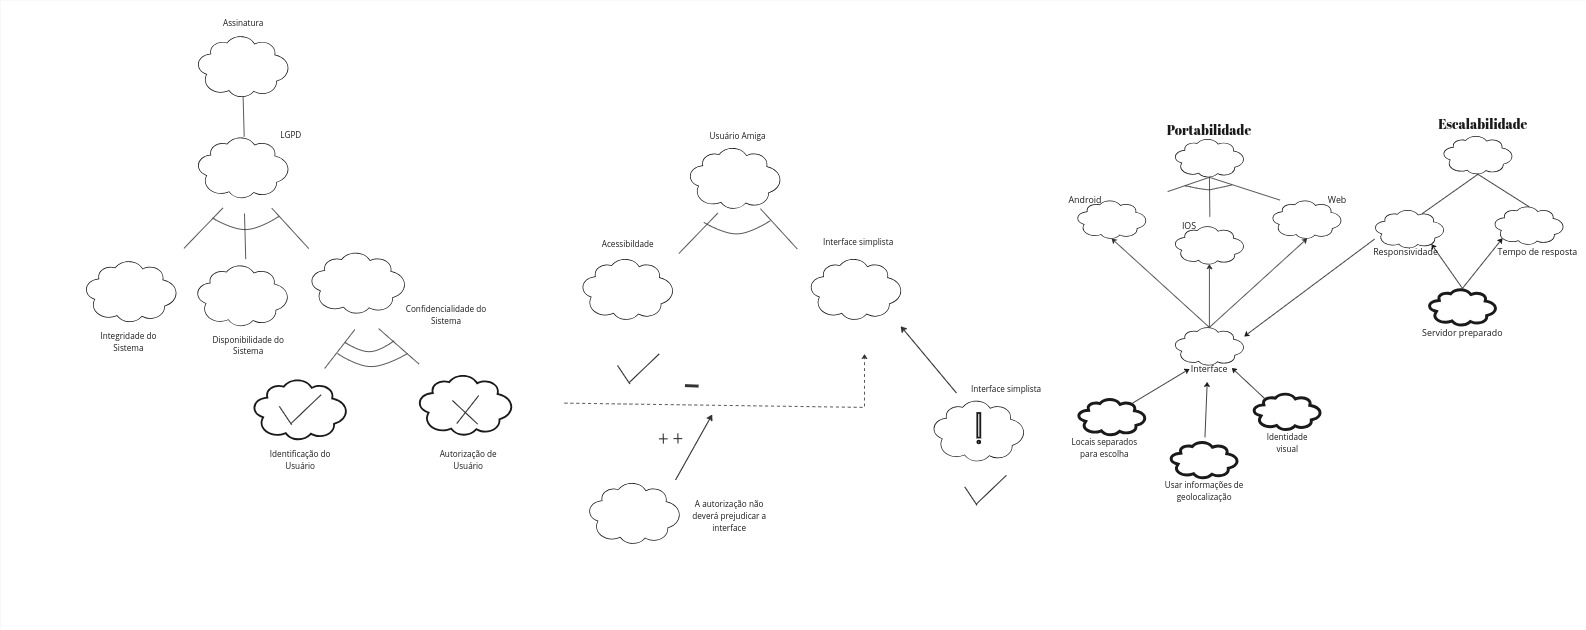 Assinatura
LGPD
Integridade do
Sistema
Disponibilidade do
Sistema
Confidencialidade do
Sistema
Identificação do
Usuário
Autorização de
Usuário
Usuário Amiga
Acessibildade
Interface simplista
++
A autorização não
deverá prejudicar a
interface
Interface simplista
!
Portabilidade
Android
IOS
Web
Interface
Locais separados
para escolha
Usar informações de
geolocalização
Identidade
visual
Escalabilidade
Responsividade
Tempo de resposta
Servidor preparado